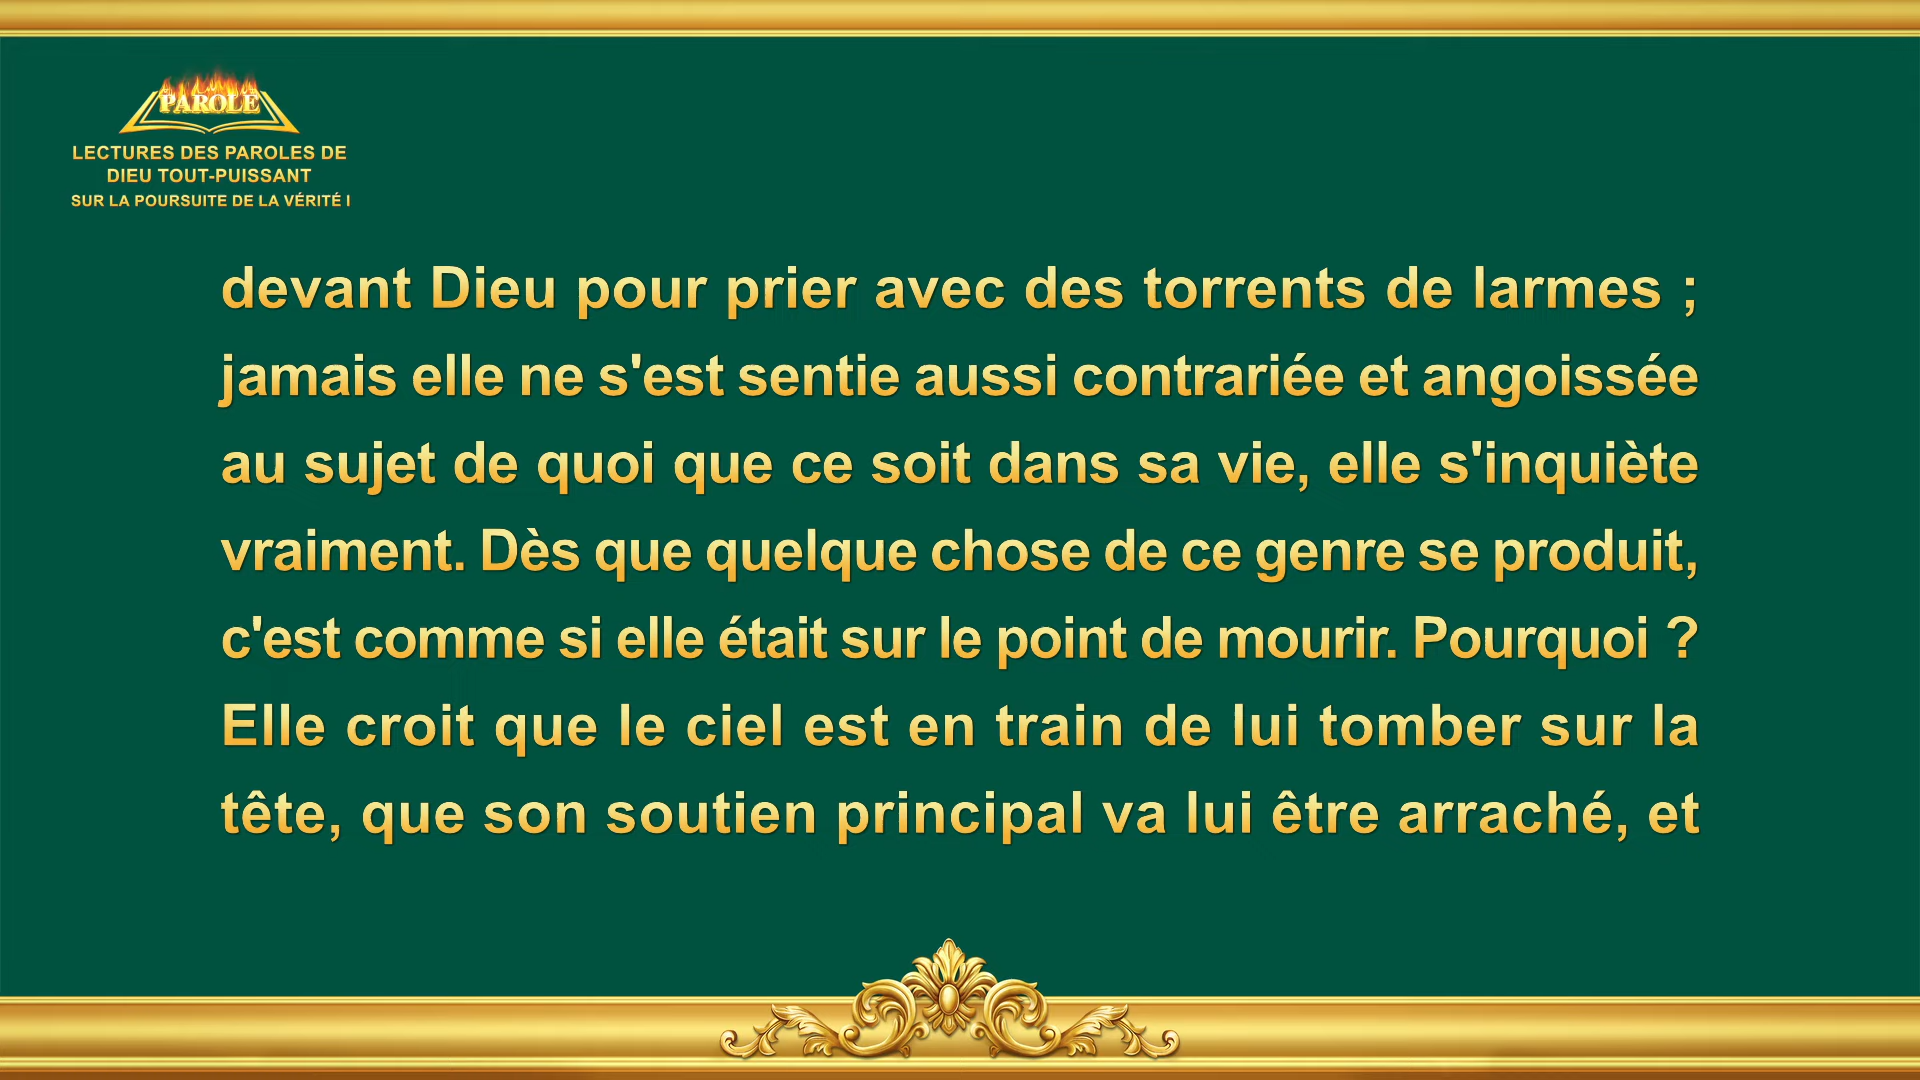 PAROLE
LECTURES DES PAROLES DE
DIEU TOUT-PUISSANT
SUR LA POURSUITE DE LA VÉRITÉ I
devant Dieu pour prier avec des torrents de larmes ;
jamais elle ne s'est sentie aussi contrariée et angoissée
au sujet de quoi que ce soit dans sa vie, elle s'inquiète
vraiment. Dès que quelque chose de ce genre se produit,
c'est comme si elle était sur le point de mourir. Pourquoi ?
Elle croit que le ciel est en train de lui tomber sur la
tête, que son soutien principal va lui être arraché, et